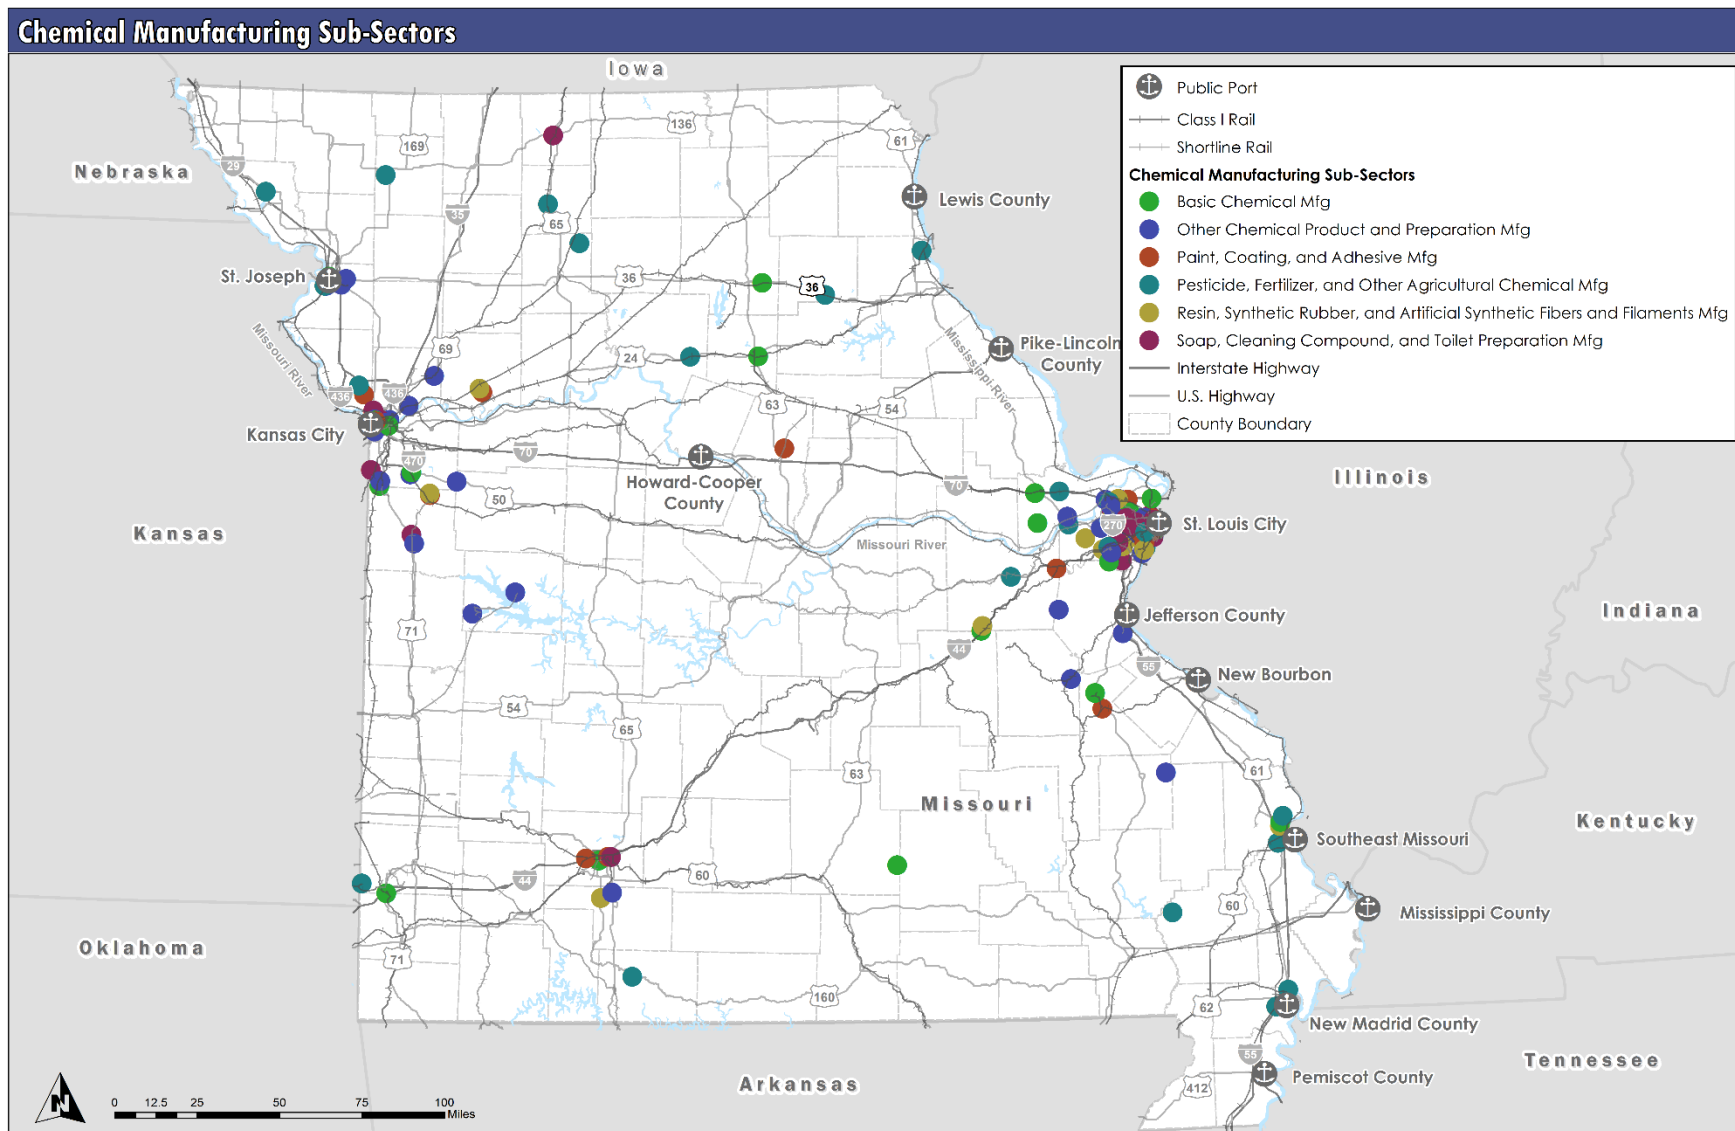 Chemical Manufacturing Sub-Sectors
Iowa
Public Port
Class I Rail
Shortline Rail
Chemical Manufacturing Sub-Sectors
Basic Chemical Mfg
Other Chemical Product and Preparation Mfg
Paint, Coating, and Adhesive Mfg
Pesticide, Fertilizer, and Other Agricultural Chemical Mfg
Resin, Synthetic Rubber, and Artificial Synthetic Fibers and Filaments Mfg
Soap, Cleaning Compound, and Toilet Preparation Mfg
Interstate Highway
U.S. Highway
County Boundary
136
169
61
29
Nebraska
Lewis County
35
65
St. Joseph
36
36
Missouri River
Mississippi River
Pike-Lincoln
County
69
24
436
436
63
54
Kansas City
70
470
Howard-Cooper
County
50
70
Illinois
Kansas
270
St. Louis City
Missouri River
71
Jefferson County
Indiana
44
55
New Bourbon
54
65
63
61
Missouri
Kentucky
Southeast Missouri
44
60
60
Mississippi County
Oklahoma
71
160
62
New Madrid County
55
Tennessee
Pemiscot County
412
Arkansas
N
0 12.5 25 50 75 100
Miles